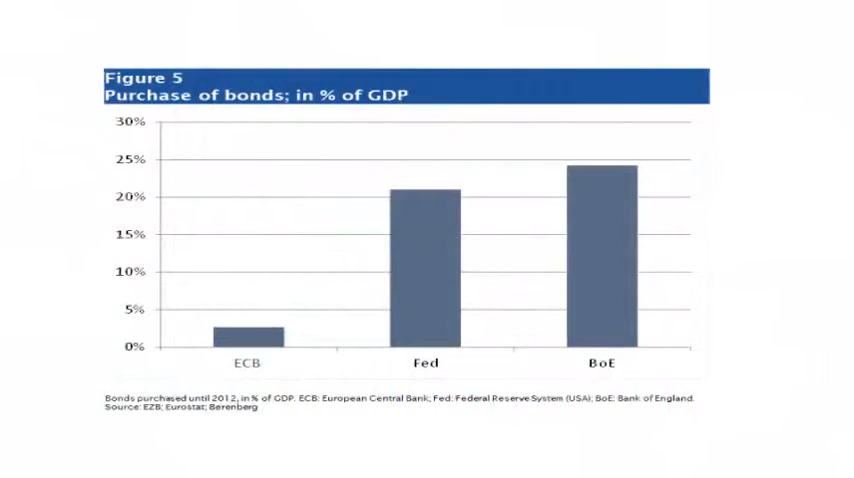 Figure 5
Purchase of bonds; in % of GDP
30%
25%
20%
15%
10%
5%
0%
ECB Fed BoE
Bonds purchased until 2012, in % of GDP. ECB: European Central Bank; Fed: Federal Reserve System (USA); BoE: Bank of England.
Source: EZB; Eurostat; Berenberg